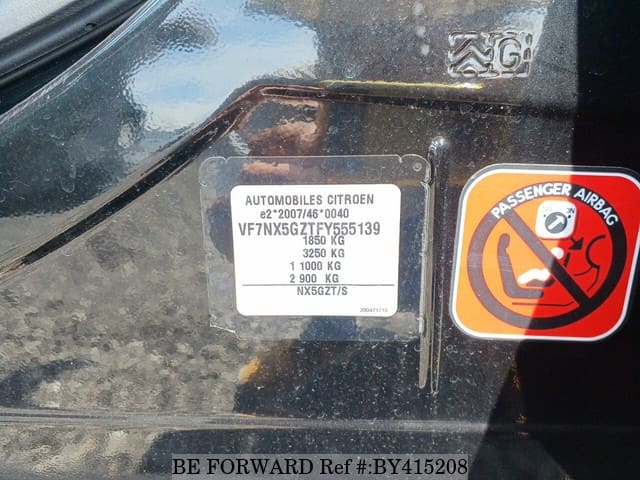 G
AUTOMOBILES CITROEN
e2*2007/46*0040
VF7NX5GZTFY555139
1850 KG
3250 KG
1 1000 KG
2 900 KG
NX5GZT/S
200471715
PASSENGER AIRBAG
BE FORWARD Ref #:BY415208